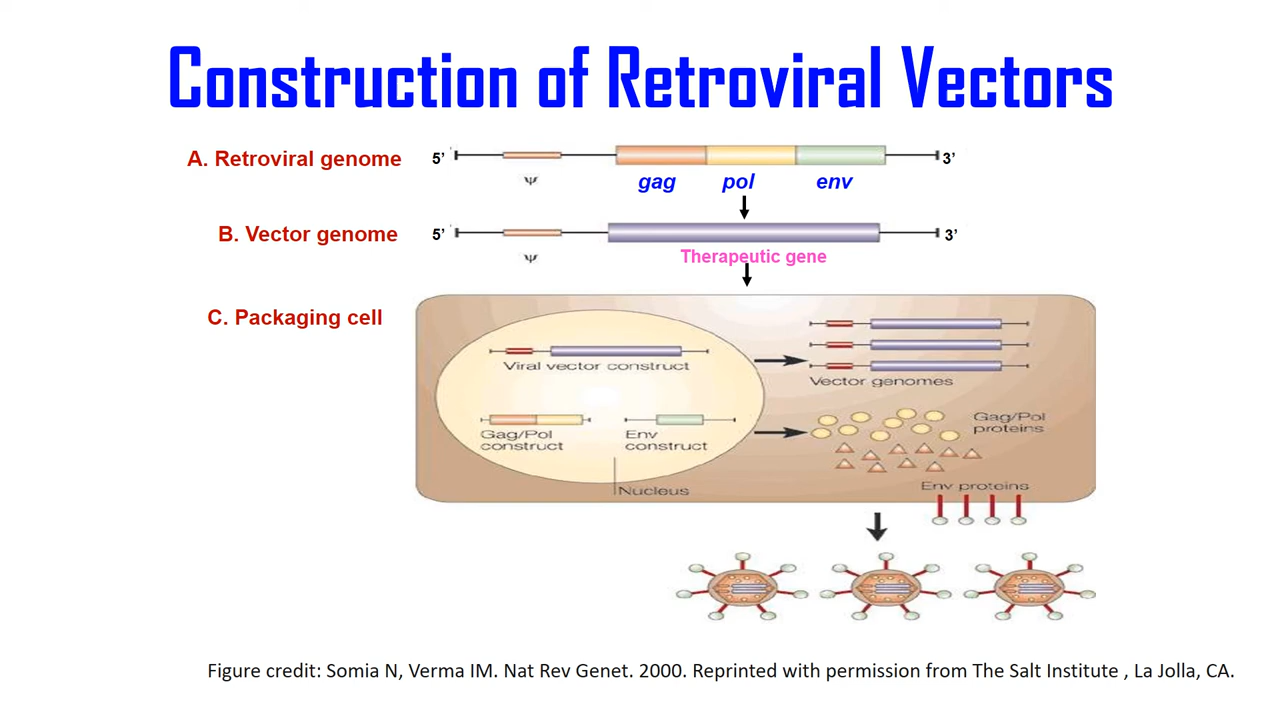 Construction of Retroviral Vectors
A. Retroviral genome
5’
3’
Ψ
gag
pol
env
B. Vector genome
5’
3’
Ψ
Therapeutic gene
C. Packaging cell
Viral vector construct
Vector genomes
Gag/Pol
construct
Env
construct
Gag/Pol
proteins
Nucleus
Env proteins
Figure credit: Somia N, Verma IM. Nat Rev Genet. 2000. Reprinted with permission from The Salt Institute , La Jolla, CA.